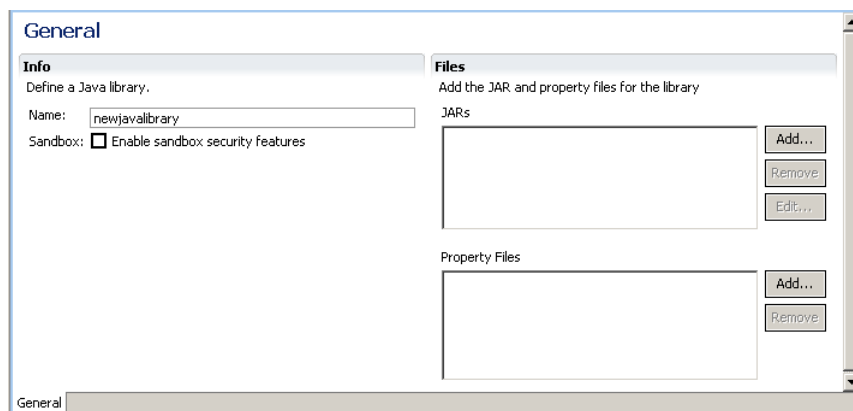 General
Info
Define a Java library.
Name: newjavalibrary
Sandbox: Enable sandbox security features
Files
Add the JAR and property files for the library
JARs
Add...
Remove
Edit...
Property Files
Add...
Remove
General